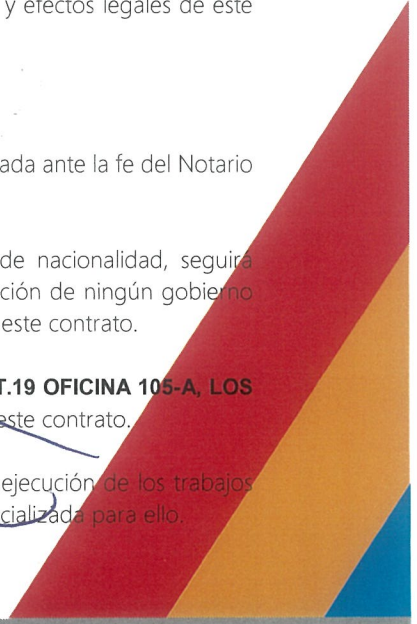 y efectos legales de este
ada ante la fe del Notario
de nacionalidad, seguirá
ción de ningún gobierno
este contrato.
T.19 OFICINA 105-A, LOS
este contrato.
ejecución de los trabajos
cializada para ello.